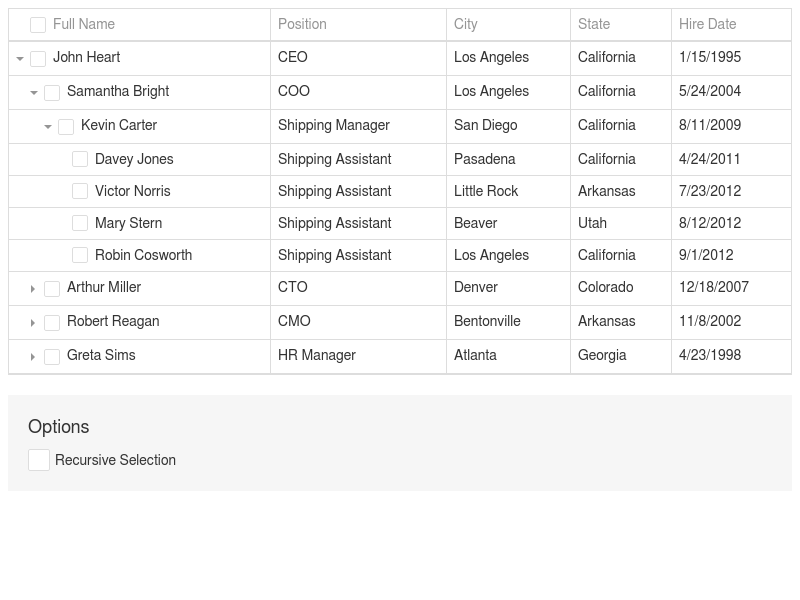 Full Name Position City State Hire Date
John Heart CEO Los Angeles California 1/15/1995
Samantha Bright COO Los Angeles California 5/24/2004
Kevin Carter Shipping Manager San Diego California 8/11/2009
Davey Jones Shipping Assistant Pasadena California 4/24/2011
Victor Norris Shipping Assistant Little Rock Arkansas 7/23/2012
Mary Stern Shipping Assistant Beaver Utah 8/12/2012
Robin Cosworth Shipping Assistant Los Angeles California 9/1/2012
Arthur Miller CTO Denver Colorado 12/18/2007
Robert Reagan CMO Bentonville Arkansas 11/8/2002
Greta Sims HR Manager Atlanta Georgia 4/23/1998
Options
Recursive Selection